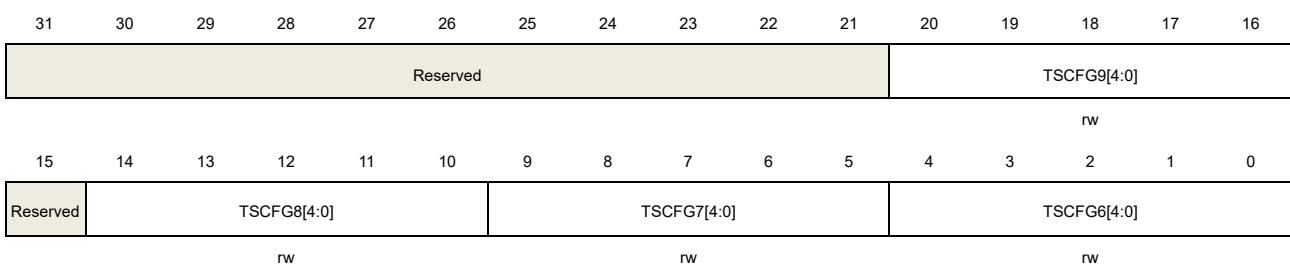 31 30 29 28 27 26 25 24 23 22 21 20 19 18 17 16
Reserved TSCFG9[4:0]
rw
15 14 13 12 11 10 9 8 7 6 5 4 3 2 1 0
Reserved TSCFG8[4:0] TSCFG7[4:0] TSCFG6[4:0]
rw rw rw